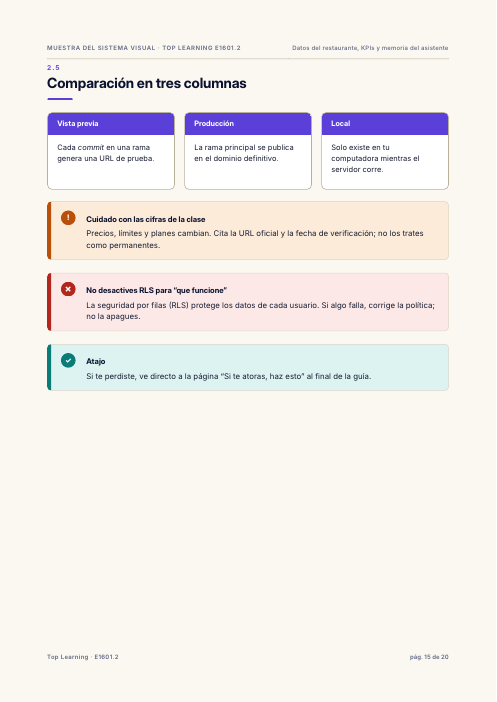 MUESTRA DEL SISTEMA VISUAL · TOP LEARNING E1601.2
Datos del restaurante, KPIs y memoria del asistente
2.5
Comparación en tres columnas
Vista previa
Cada commit en una rama
genera una URL de prueba.
Producción
La rama principal se publica
en el dominio definitivo.
Local
Solo existe en tu
computadora mientras el
servidor corre.
Cuidado con las cifras de la clase
Precios, límites y planes cambian. Cita la URL oficial y la fecha de verificación; no los trates
como permanentes.
No desactives RLS para “que funcione”
La seguridad por filas (RLS) protege los datos de cada usuario. Si algo falla, corrige la política;
no la apagues.
Atajo
Si te perdiste, ve directo a la página “Si te atoras, haz esto” al final de la guía.
Top Learning · E1601.2
pág. 15 de 20